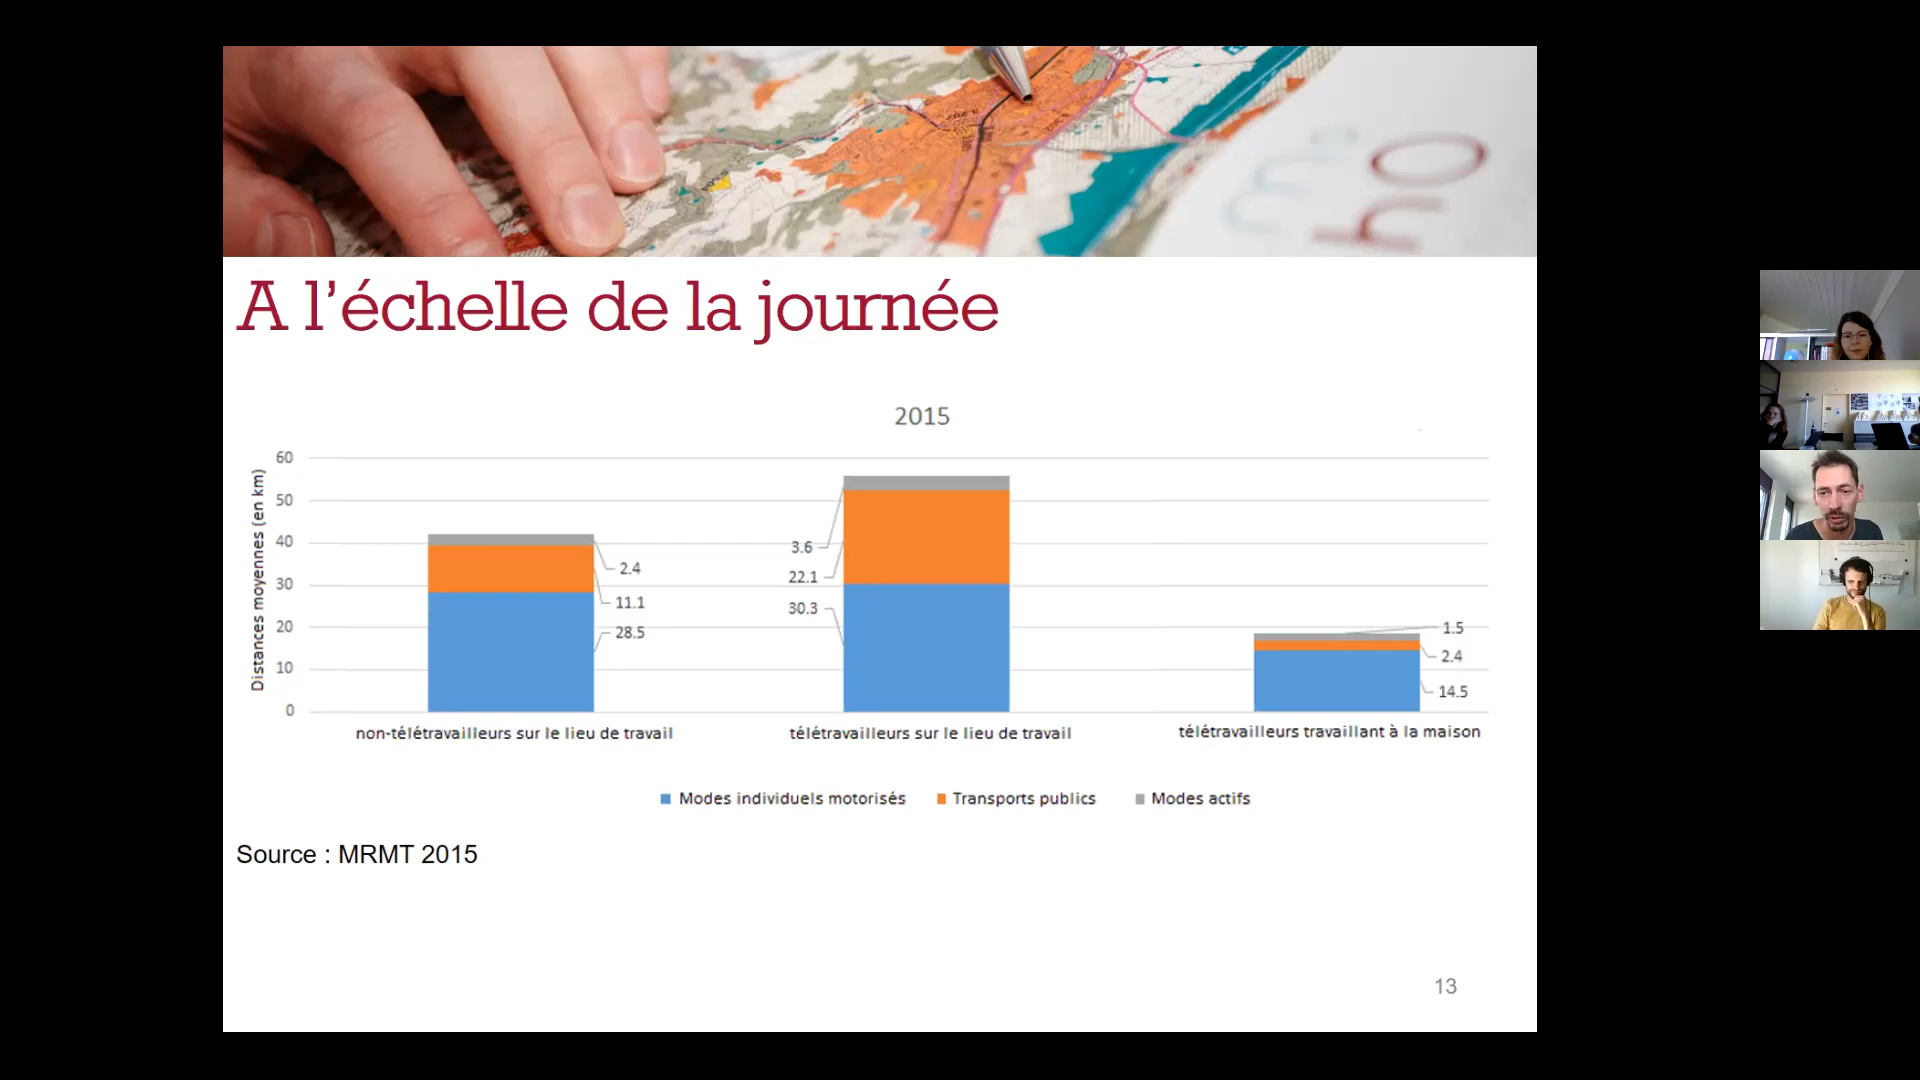 ho
A l'échelle de la journée
2015
Distances moyennes (en km)
60
50
40
30
20
10
0
2.4
11.1
28.5
3.6
22.1
30.3
1.5
2.4
14.5
non-télétravailleurs sur le lieu de travail
télétravailleurs sur le lieu de travail
télétravailleurs travaillant à la maison
Modes individuels motorisés
Transports publics
Modes actifs
Source : MRMT 2015
13